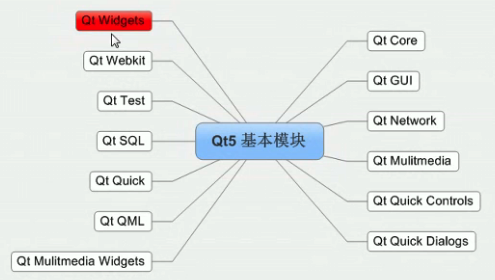 Qt Widgets
Qt Webkit
Qt Test
Qt SQL
Qt Quick
Qt QML
Qt Mulitmedia Widgets
Qt5 基本模块
Qt Core
Qt GUI
Qt Network
Qt Mulitmedia
Qt Quick Controls
Qt Quick Dialogs